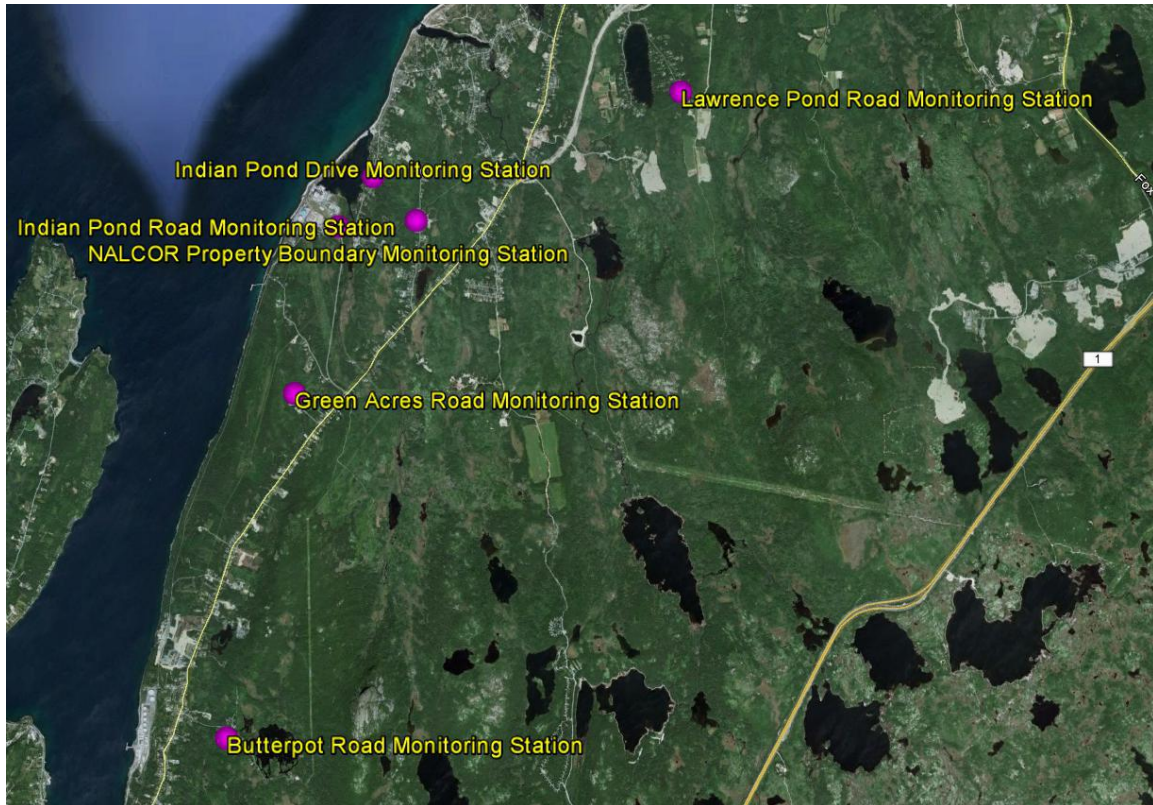 Lawrence Pond Road Monitoring Station
Fox
Indian Pond Drive Monitoring Station
Indian Pond Road Monitoring Station
NALCOR Property Boundary Monitoring Station
1
Green Acres Road Monitoring Station
Butterpot Road Monitoring Station